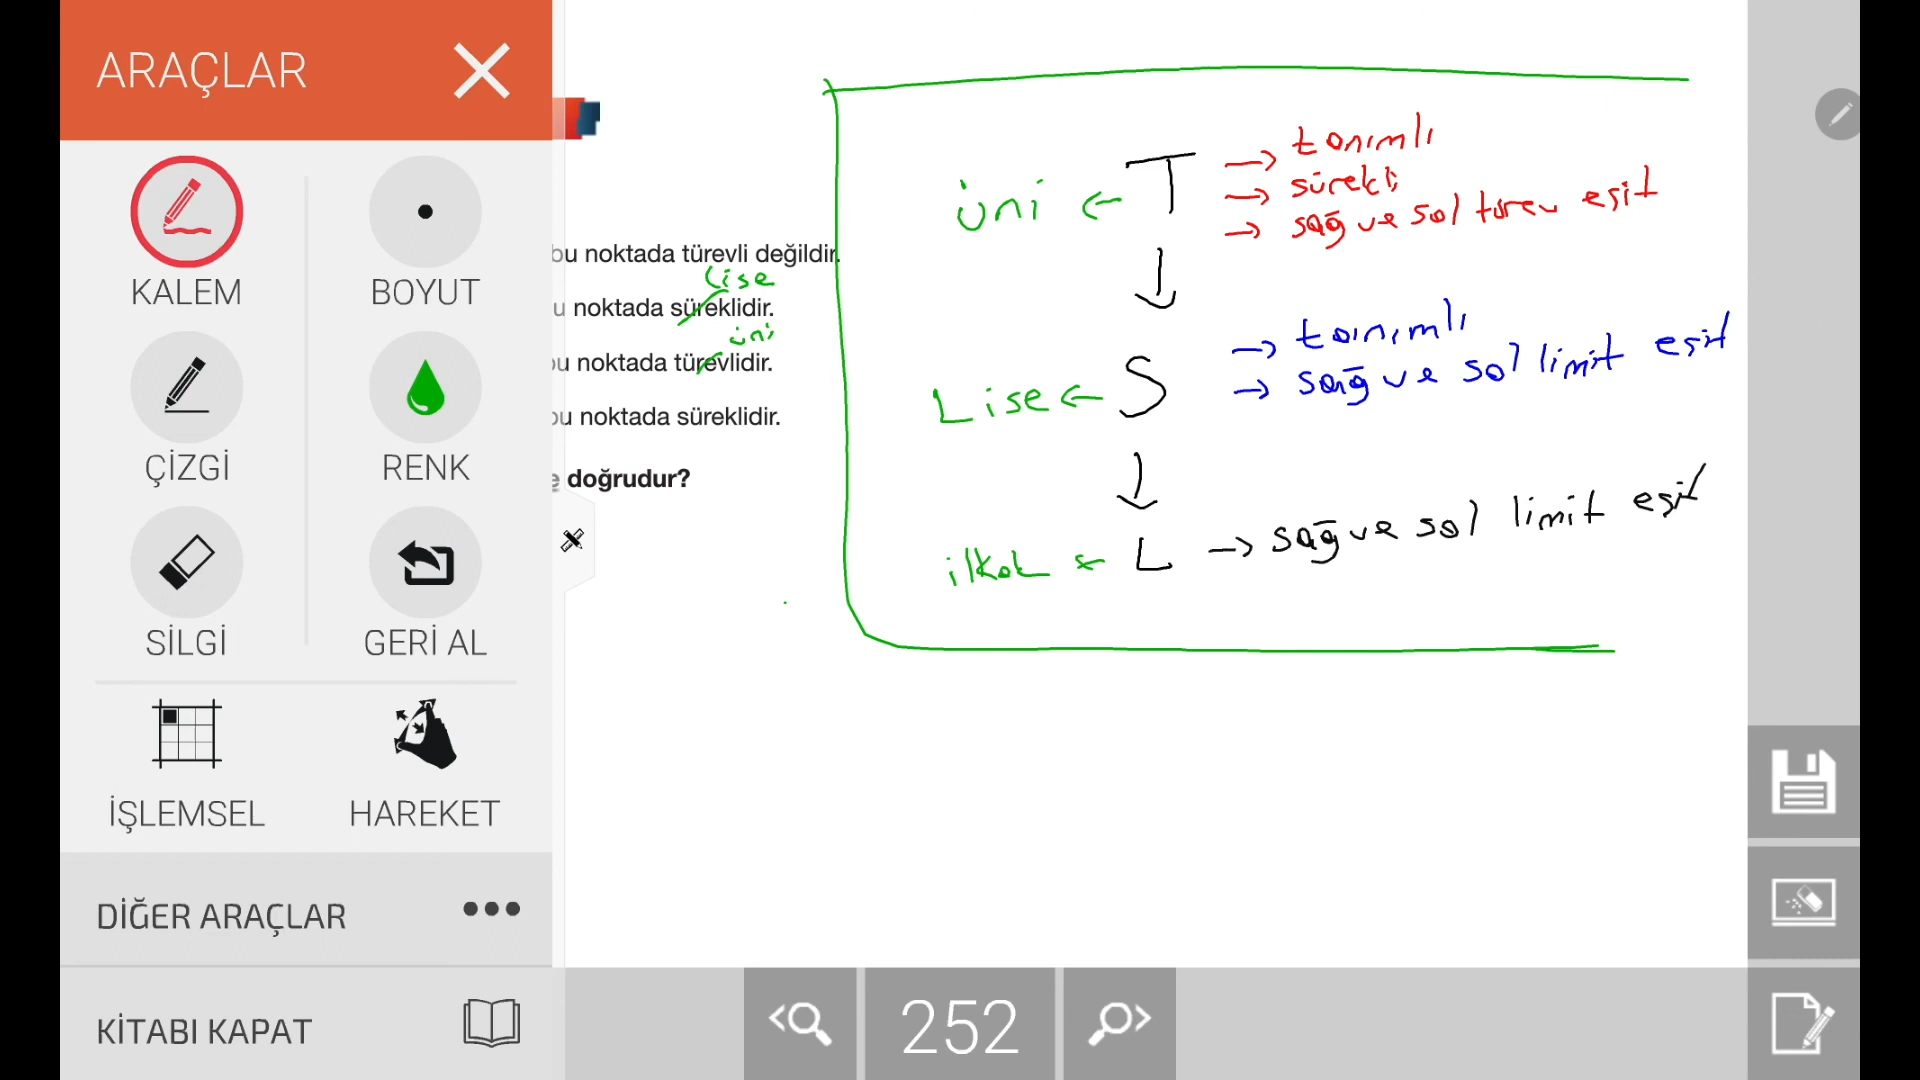 ARAÇLAR
KALEM
BOYUT
ÇİZGİ
RENK
SİLGİ
GERİ AL
İŞLEMSEL
HAREKET
DİĞER ARAÇLAR
KİTABI KAPAT
bu noktada türevli değildir.
Lise
u noktada süreklidir.
üni
bu noktada türevlidir.
bu noktada süreklidir.
e doğrudur?
üni ← T → tanımlı
→ sürekli
→ sağ ve sol türev eşit
↓
Lise ← S → tanımlı
→ sağ ve sol limit eşit
↓
ilkok ← L → sağ ve sol limit eşit
252